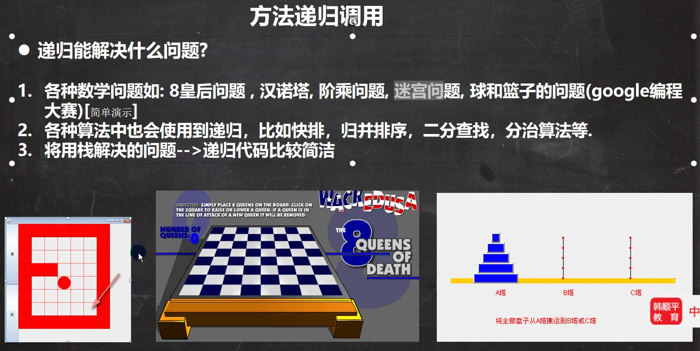 方法递归调用
● 递归能解决什么问题?
1. 各种数学问题如: 8皇后问题 , 汉诺塔, 阶乘问题, 迷宫问题, 球和篮子的问题(google编程
大赛)[简单演示]
2. 各种算法中也会使用到递归，比如快排，归并排序，二分查找，分治算法等.
3. 将用栈解决的问题-->递归代码比较简洁
OBJECTIVE: SIMPLY PLACE 8 QUEENS ON THE BOARD. CLICK ON
THE SQUARE TO RAISE OR LOWER A QUEEN. IF A QUEEN IS IN
THE LINE OF ATTACK OF A NEW QUEEN IT WILL BE REMOVED.
NUMBER OF
QUEENS: 0
THE 8 QUEENS
OF
DEATH
A塔 B塔 C塔
将全部盘子从A塔搬运到B塔或C塔
韩顺平
教育
中